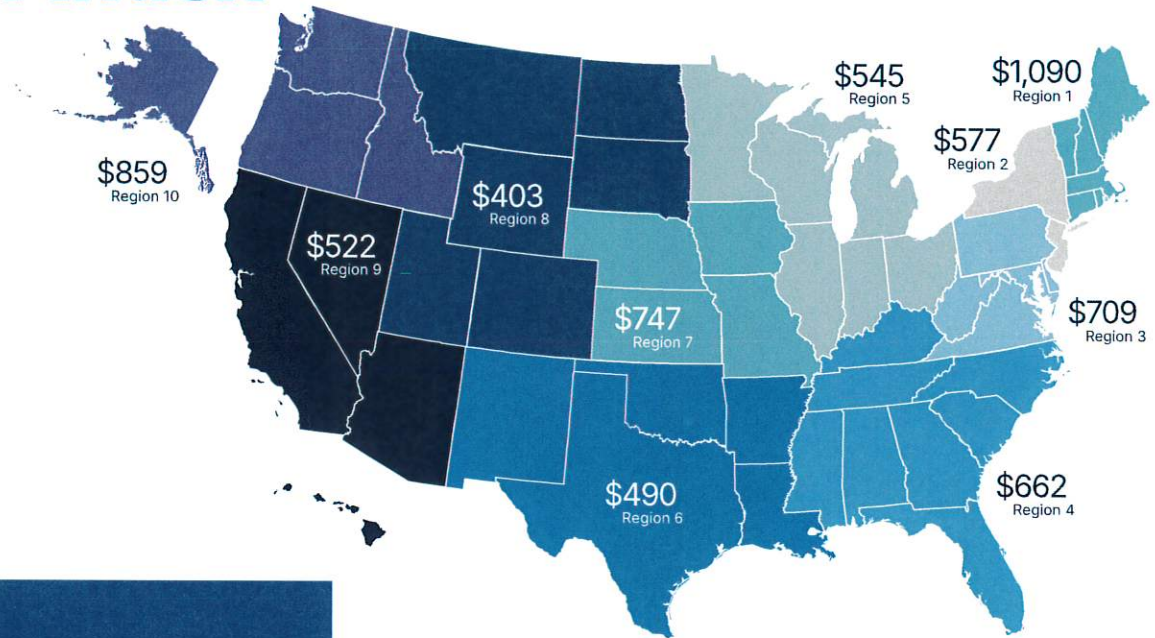 $545
Region 5
$1,090
Region 1
$577
Region 2
$859
Region 10
$403
Region 8
$522
Region 9
$747
Region 7
$709
Region 3
$490
Region 6
$662
Region 4